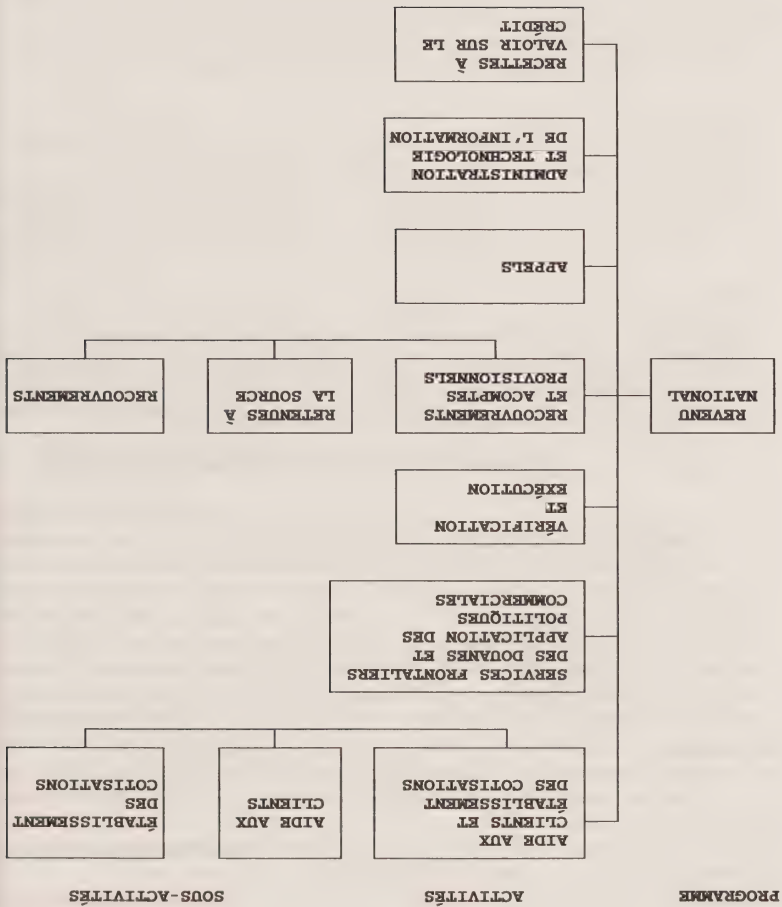 PROGRAMME
ACTIVITÉS
SOUS-ACTIVITÉS
REVENU
NATIONAL
AIDE AUX
CLIENTS ET
ÉTABLISSEMENT
DES COTISATIONS
AIDE AUX
CLIENTS
ÉTABLISSEMENT
DES
COTISATIONS
SERVICES FRONTALIERS
DES DOUANES ET
APPLICATION DES
POLITIQUES
COMMERCIALES
VÉRIFICATION
ET
EXÉCUTION
RECOUVREMENTS
ET ACOMPTES
PROVISIONNELS
RETENUES À
LA SOURCE
RECOUVREMENTS
APPELS
ADMINISTRATION
ET TECHNOLOGIE
DE L'INFORMATION
RECETTES À
VALOIR SUR LE
CRÉDIT